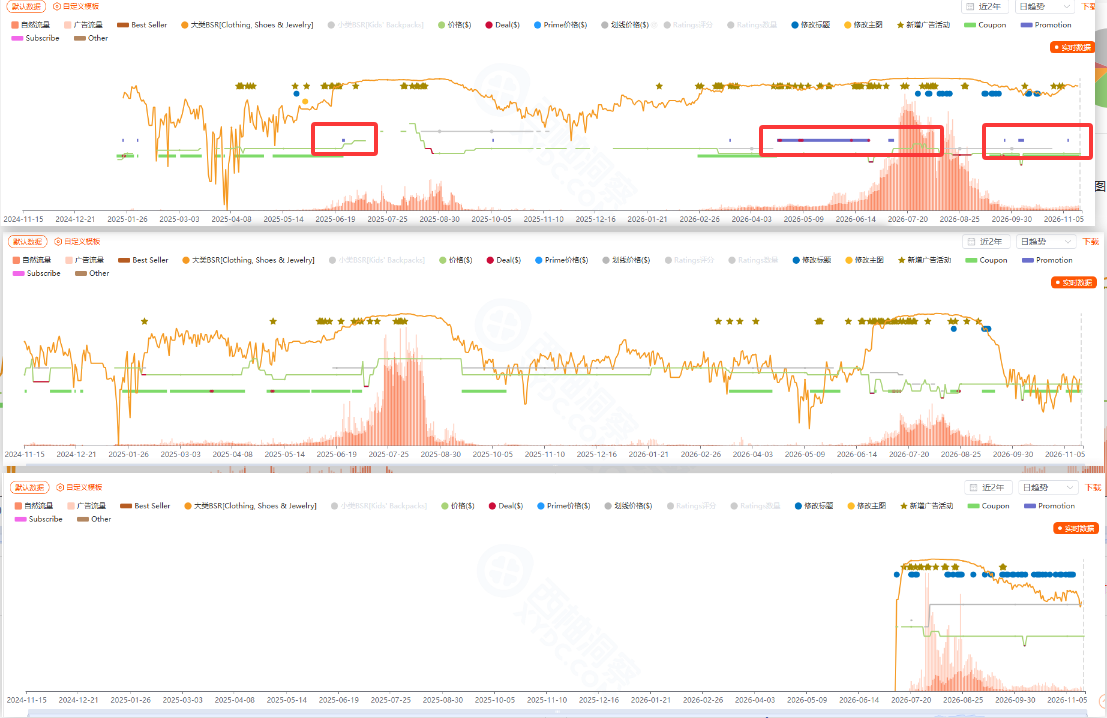 默认数据 自定义模板 近2年 日趋势 下载
自然流量 广告流量 Best Seller 大类BSR[Clothing, Shoes & Jewelry] 小类BSR[Kids' Backpacks] 价格($) Deal($) Prime价格($) 划线价格($) Ratings评分 Ratings数量 修改标题 修改主图 新增广告活动 Coupon Promotion
Subscribe Other
实时数据
图
2024-11-15 2024-12-21 2025-01-26 2025-03-03 2025-04-08 2025-05-14 2025-06-19 2025-07-25 2025-08-30 2025-10-05 2025-11-10 2025-12-16 2026-01-21 2026-02-26 2026-04-03 2026-05-09 2026-06-14 2026-07-20 2026-08-25 2026-09-30 2026-11-05
默认数据 自定义模板 近2年 日趋势 下载
自然流量 广告流量 Best Seller 大类BSR[Clothing, Shoes & Jewelry] 小类BSR[Kids' Backpacks] 价格($) Deal($) Prime价格($) 划线价格($) Ratings评分 Ratings数量 修改标题 修改主图 新增广告活动 Coupon Promotion
Subscribe Other
实时数据
2024-11-15 2024-12-21 2025-01-26 2025-03-03 2025-04-08 2025-05-14 2025-06-19 2025-07-25 2025-08-30 2025-10-05 2025-11-10 2025-12-16 2026-01-21 2026-02-26 2026-04-03 2026-05-09 2026-06-14 2026-07-20 2026-08-25 2026-09-30 2026-11-05
默认数据 自定义模板 近2年 日趋势 下载
自然流量 广告流量 Best Seller 大类BSR[Clothing, Shoes & Jewelry] 小类BSR[Kids' Backpacks] 价格($) Deal($) Prime价格($) 划线价格($) Ratings评分 Ratings数量 修改标题 修改主图 新增广告活动 Coupon Promotion
Subscribe Other
实时数据
西柚洞察
XYDC.COM
2024-11-15 2024-12-21 2025-01-26 2025-03-03 2025-04-08 2025-05-14 2025-06-19 2025-07-25 2025-08-30 2025-10-05 2025-11-10 2025-12-16 2026-01-21 2026-02-26 2026-04-03 2026-05-09 2026-06-14 2026-07-20 2026-08-25 2026-09-30 2026-11-05